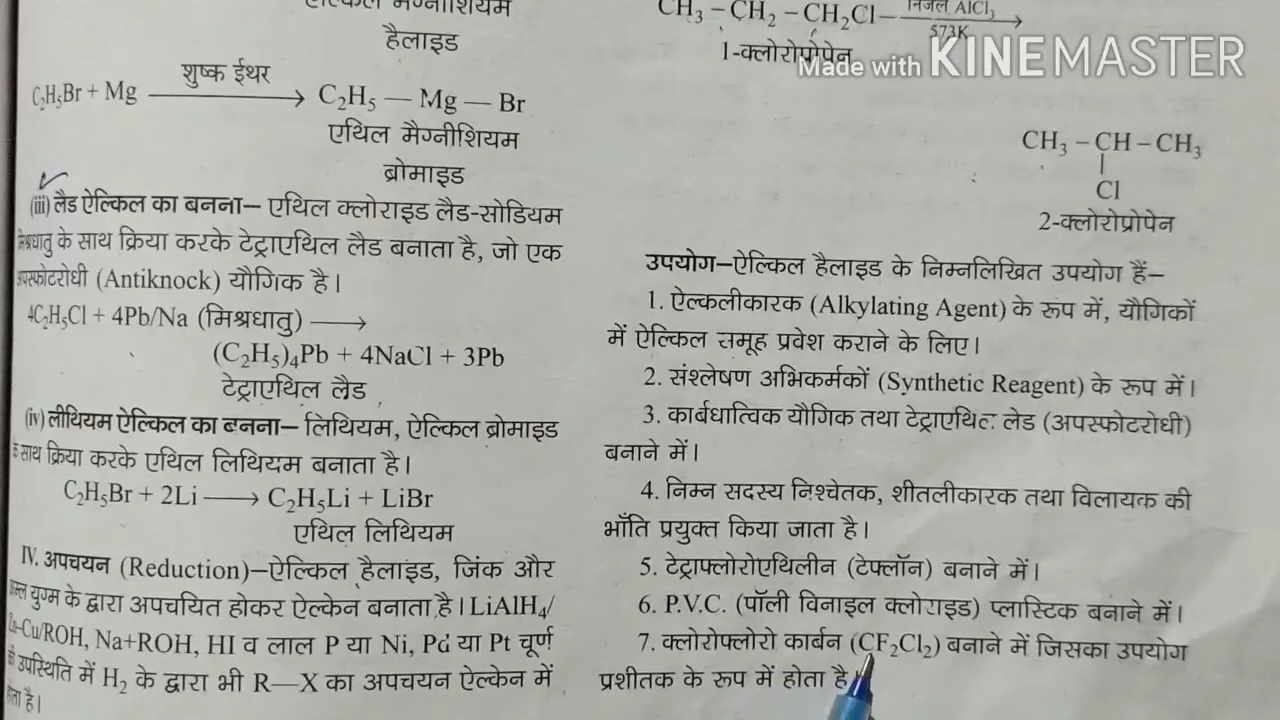 ऐल्किल मैग्नीशियम
हैलाइड
C₂H₅Br + Mg शुष्क ईथर ⟶ C₂H₅ — Mg — Br
एथिल मैग्नीशियम
ब्रोमाइड
(iii) लैड ऐल्किल का बनना– एथिल क्लोराइड लैड-सोडियम
मिश्रधातु के साथ क्रिया करके टेट्राएथिल लैड बनाता है, जो एक
अपस्फोटरोधी (Antiknock) यौगिक है।
4C₂H₅Cl + 4Pb/Na (मिश्रधातु) ⟶
(C₂H₅)₄Pb + 4NaCl + 3Pb
टेट्राएथिल लैड
(iv) लीथियम ऐल्किल का बनना– लिथियम, ऐल्किल ब्रोमाइड
के साथ क्रिया करके एथिल लिथियम बनाता है।
C₂H₅Br + 2Li ⟶ C₂H₅Li + LiBr
एथिल लिथियम
IV. अपचयन (Reduction)–ऐल्किल हैलाइड, जिंक और
अम्ल युग्म के द्वारा अपचयित होकर ऐल्केन बनाता है। LiAlH₄/
Zn-Cu/ROH, Na+ROH, HI व लाल P या Ni, Pd या Pt चूर्ण
की उपस्थिति में H₂ के द्वारा भी R—X का अपचयन ऐल्केन में
होता है।
CH₃ – CH₂ – CH₂Cl निर्जल AlCl₃ 573K ⟶
1-क्लोरोप्रोपेन
Made with KINEMASTER
CH₃ – CH – CH₃
|
Cl
2-क्लोरोप्रोपेन
उपयोग–ऐल्किल हैलाइड के निम्नलिखित उपयोग हैं–
1. ऐल्कलीकारक (Alkylating Agent) के रूप में, यौगिकों
में ऐल्किल समूह प्रवेश कराने के लिए।
2. संश्लेषण अभिकर्मकों (Synthetic Reagent) के रूप में।
3. कार्बधात्विक यौगिक तथा टेट्राएथिल लेड (अपस्फोटरोधी)
बनाने में।
4. निम्न सदस्य निश्चेतक, शीतलीकारक तथा विलायक की
भाँति प्रयुक्त किया जाता है।
5. टेट्राफ्लोरोएथिलीन (टेफ्लॉन) बनाने में।
6. P.V.C. (पॉली विनाइल क्लोराइड) प्लास्टिक बनाने में।
7. क्लोरोफ्लोरो कार्बन (CF₂Cl₂) बनाने में जिसका उपयोग
प्रशीतक के रूप में होता है